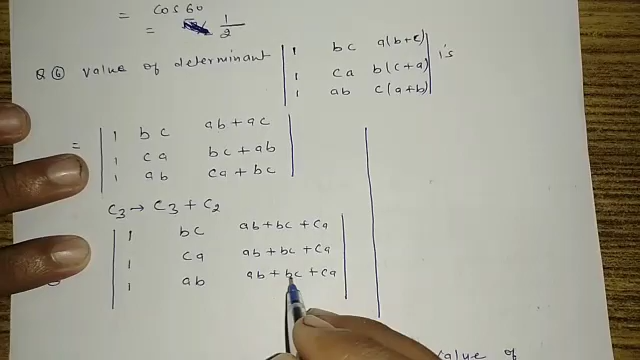 = cos 60
= 1/2
Q ⑥ value of determinant | 1 bc a(b+c) | is
| 1 ca b(c+a) |
| 1 ab c(a+b) |
= | 1 bc ab+ac |
| 1 ca bc+ab |
| 1 ab ca+bc |
C3 → C3 + C2
| 1 bc ab+bc+ca |
| 1 ca ab+bc+ca |
| 1 ab ab+bc+ca |
value of